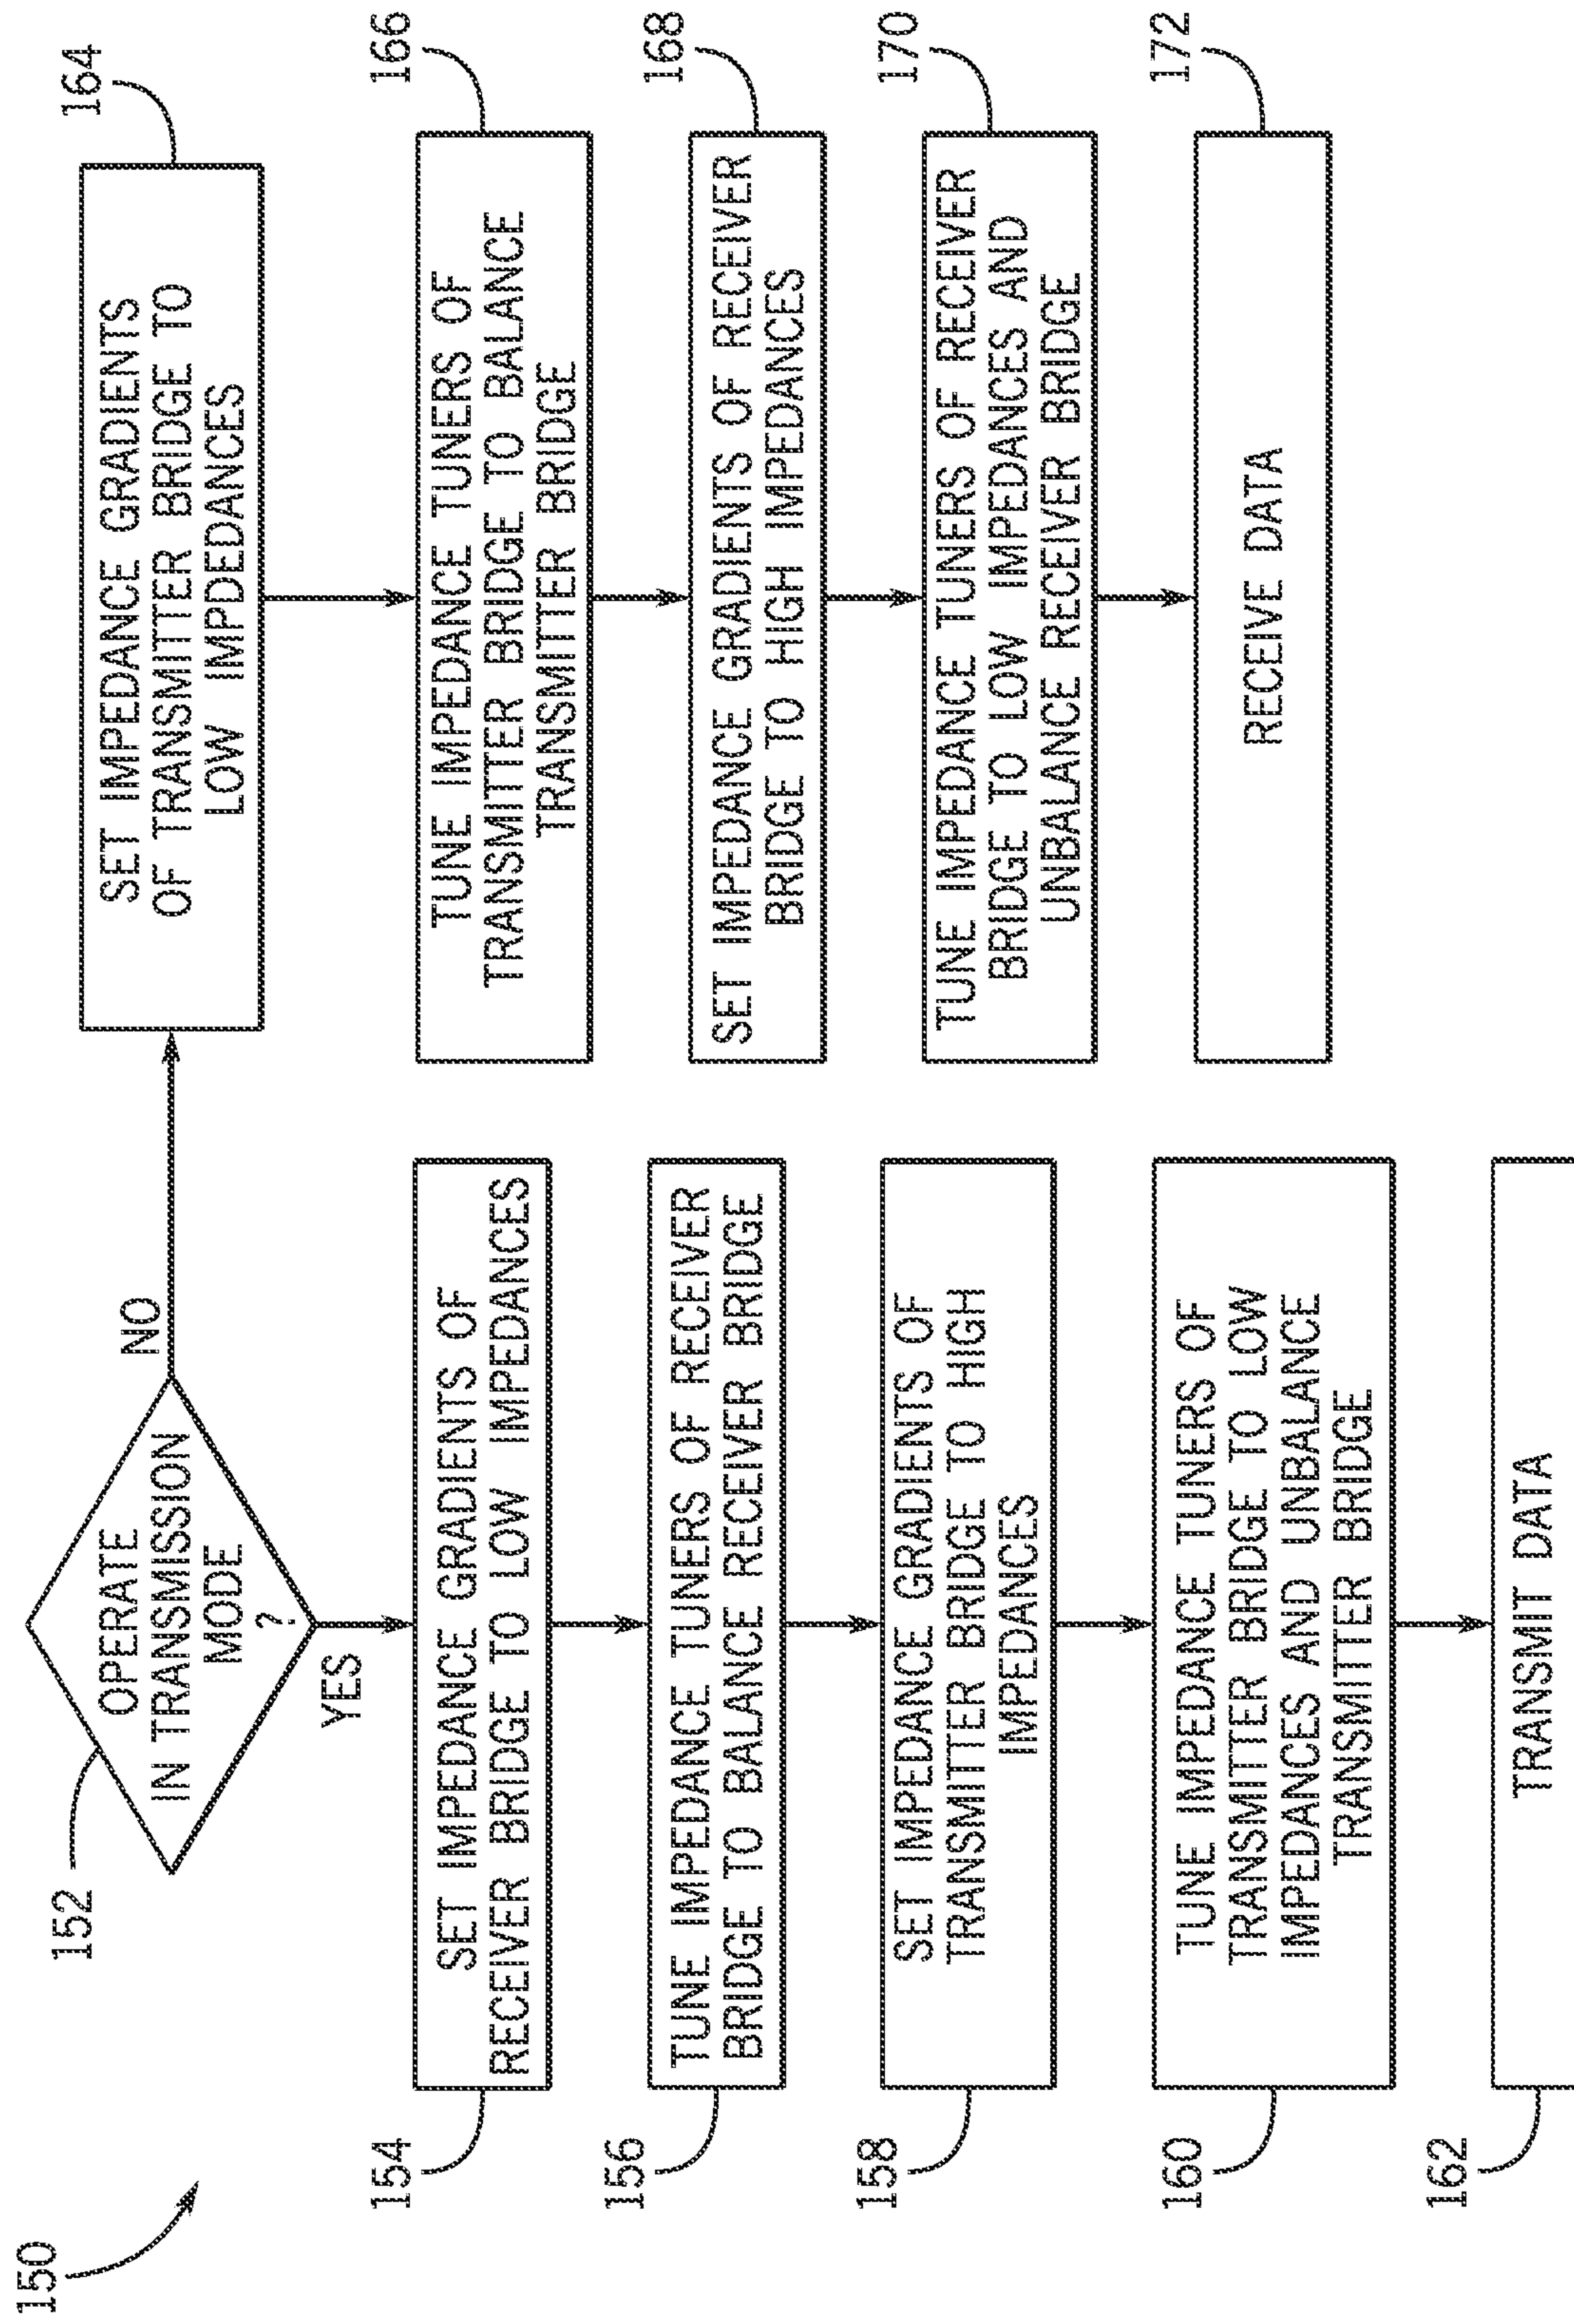 150
152
OPERATE
IN TRANSMISSION
MODE
?
NO
YES
154
SET IMPEDANCE GRADIENTS OF
RECEIVER BRIDGE TO LOW IMPEDANCES
156
TUNE IMPEDANCE TUNERS OF RECEIVER
BRIDGE TO BALANCE RECEIVER BRIDGE
158
SET IMPEDANCE GRADIENTS OF
TRANSMITTER BRIDGE TO HIGH
IMPEDANCES
160
TUNE IMPEDANCE TUNERS OF
TRANSMITTER BRIDGE TO LOW
IMPEDANCES AND UNBALANCE
TRANSMITTER BRIDGE
162
TRANSMIT DATA
164
SET IMPEDANCE GRADIENTS
OF TRANSMITTER BRIDGE TO
LOW IMPDEDANCES
166
TUNE IMPEDANCE TUNERS OF
TRANSMITTER BRIDGE TO BALANCE
TRANSMITTER BRIDGE
168
SET IMPEDANCE GRADIENTS OF RECEIVER
BRIDGE TO HIGH IMPEDANCES
170
TUNE IMPEDANCE TUNERS OF RECEIVER
BRIDGE TO LOW IMPEDANCES AND
UNBALANCE RECEIVER BRIDGE
172
RECEIVE DATA